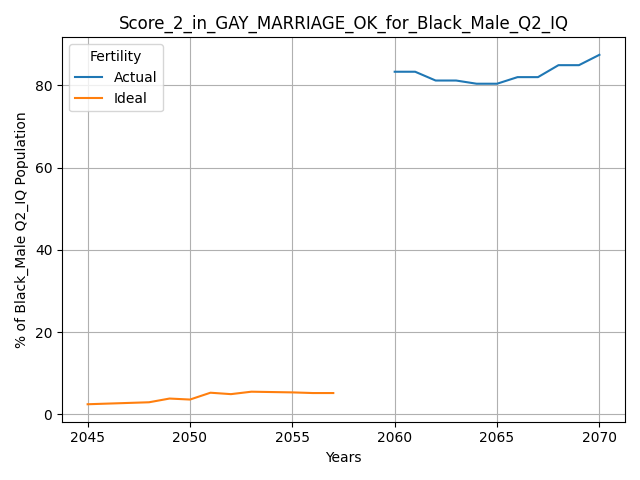 Score_2_in_GAY_MARRIAGE_OK_for_Black_Male_Q2_IQ
Fertility
Actual
Ideal
% of Black_Male Q2_IQ Population
80
60
40
20
0
2045 2050 2055 2060 2065 2070
Years